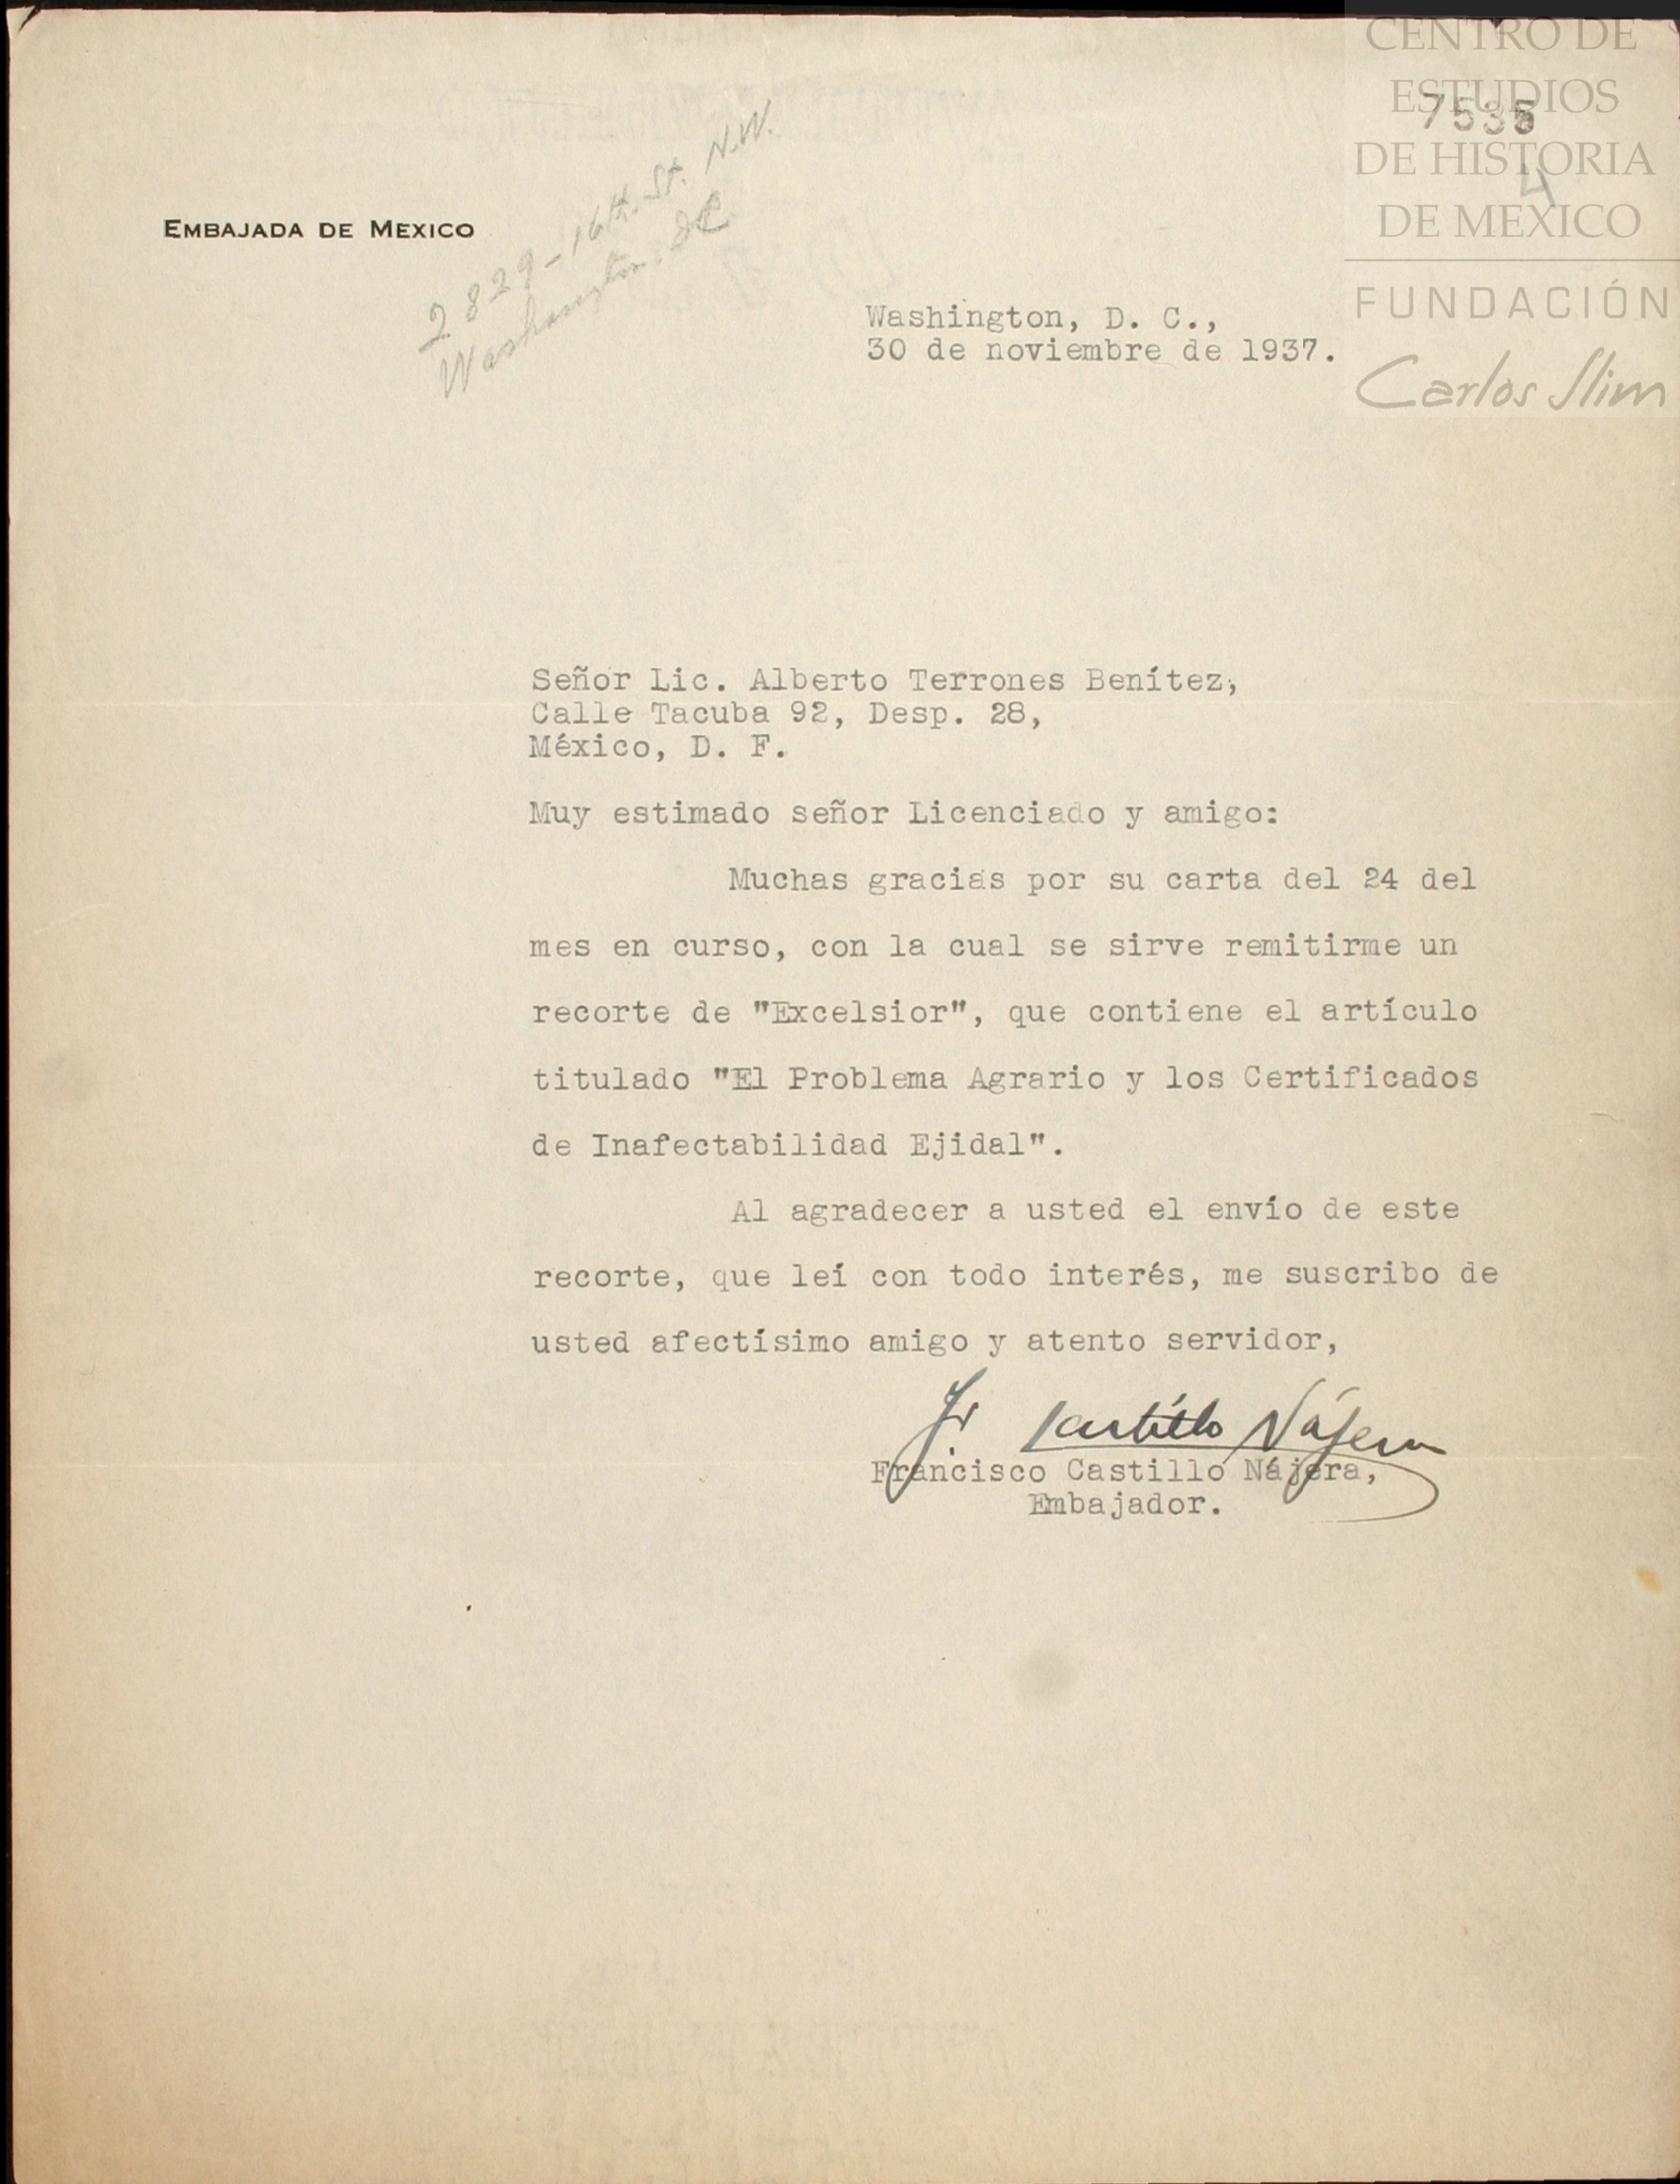 CENTRO DE
ESTUDIOS
DE HISTORIA
DE MEXICO
FUNDACIÓN
Carlos Slim
4
EMBAJADA DE MEXICO
2829-16th. St. N.W.
Washington. DC
Washington, D. C.,
30 de noviembre de 1937.
Señor Lic. Alberto Terrones Benítez,
Calle Tacuba 92, Desp. 28,
México, D. F.
Muy estimado señor Licenciado y amigo:
Muchas gracias por su carta del 24 del
mes en curso, con la cual se sirve remitirme un
recorte de "Excelsior", que contiene el artículo
titulado "El Problema Agrario y los Certificados
de Inafectabilidad Ejidal".
Al agradecer a usted el envío de este
recorte, que leí con todo interés, me suscribo de
usted afectísimo amigo y atento servidor,
Fr Castillo Nájera
Francisco Castillo Nájera,
Embajador.